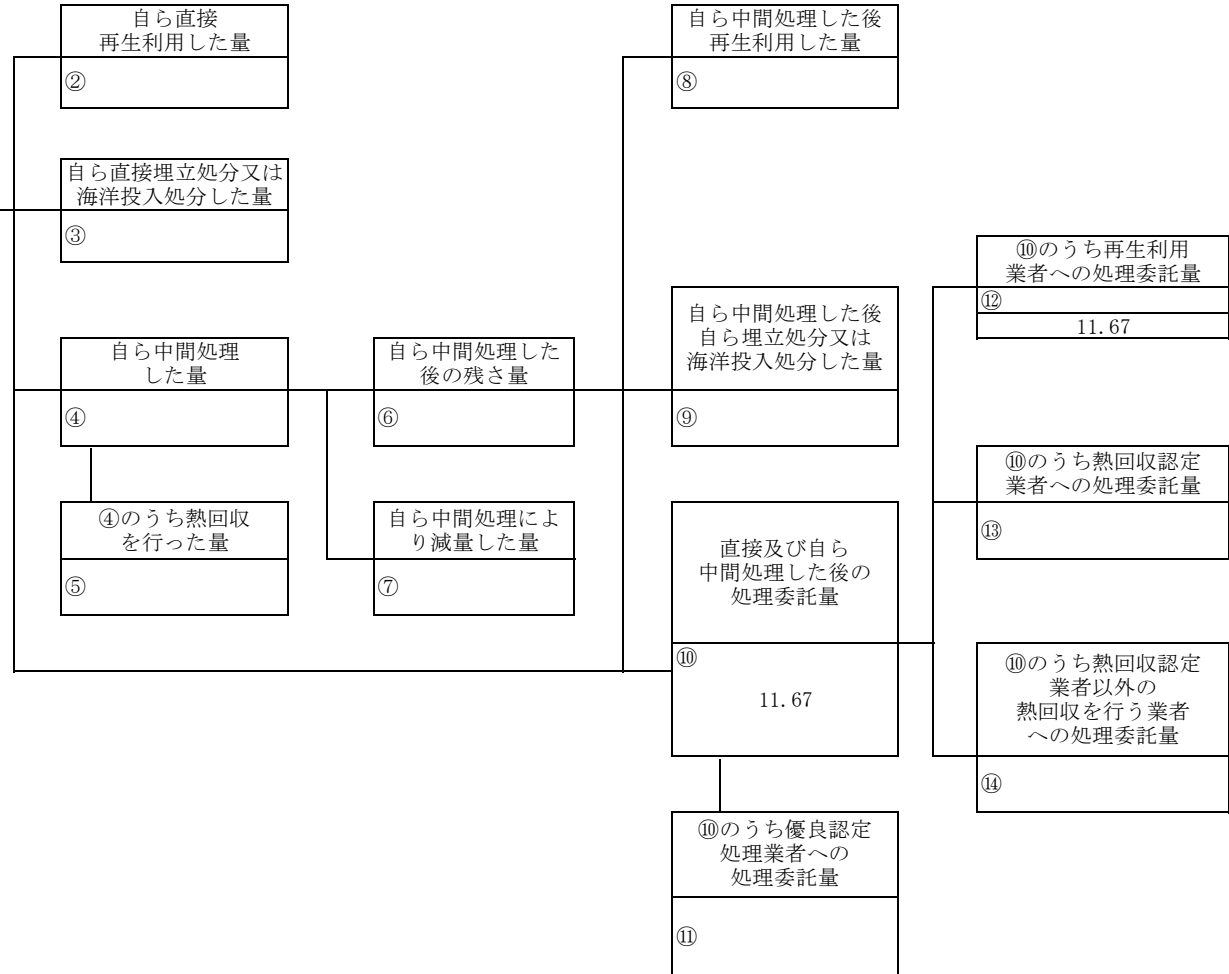 自ら直接
再生利用した量
②
自ら中間処理した後
再生利用した量
⑧
自ら直接埋立処分又は
海洋投入処分した量
③
⑩のうち再生利用
業者への処理委託量
⑫
11.67
自ら中間処理した後
自ら埋立処分又は
海洋投入処分した量
⑨
自ら中間処理
した量
④
自ら中間処理した
後の残さ量
⑥
⑩のうち熱回収認定
業者への処理委託量
⑬
④のうち熱回収
を行った量
⑤
自ら中間処理によ
り減量した量
⑦
直接及び自ら
中間処理した後の
処理委託量
⑩
11.67
⑩のうち熱回収認定
業者以外の
熱回収を行う業者
への処理委託量
⑭
⑩のうち優良認定
処理業者への
処理委託量
⑪